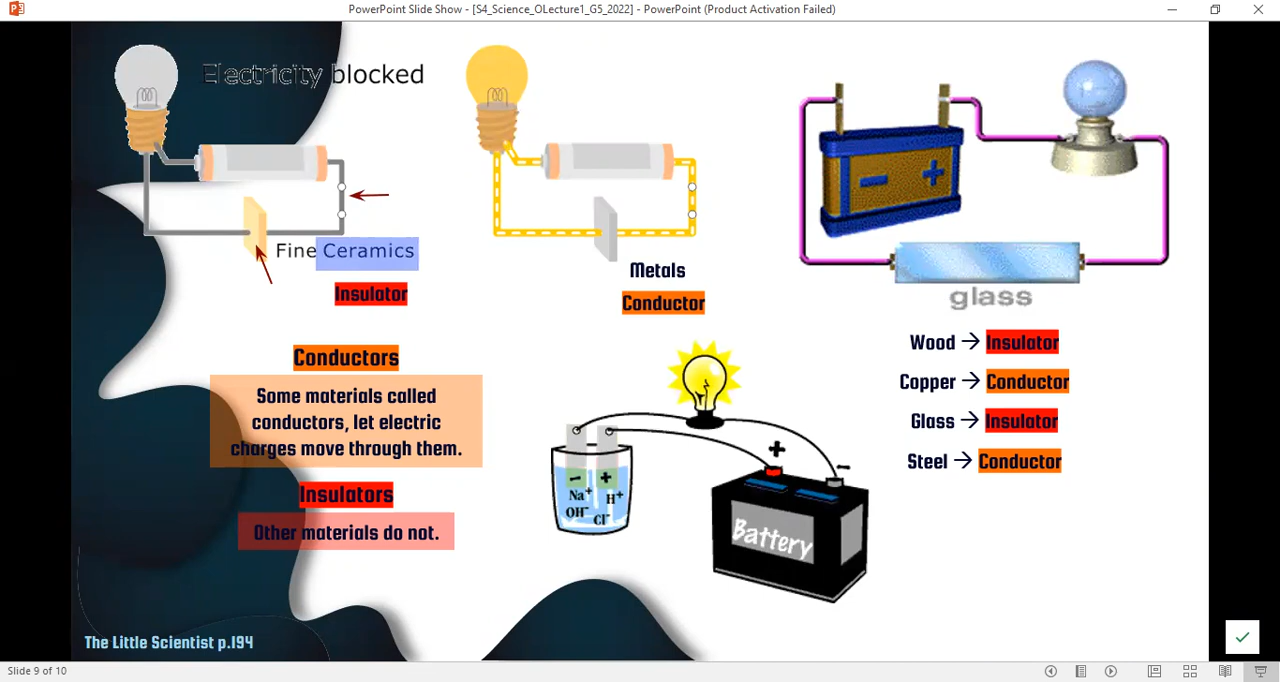 PowerPoint Slide Show - [S4_Science_OLecture1_G5_2022] - PowerPoint (Product Activation Failed)
Electricity blocked
Fine Ceramics
Insulator
Metals
Conductor
glass
Wood → Insulator
Copper → Conductor
Glass → Insulator
Steel → Conductor
Conductors
Some materials called
conductors, let electric
charges move through them.
Insulators
Other materials do not.
− +
Na+ H+
OH− Cl−
+ −
Battery
The Little Scientist p.194
Slide 9 of 10